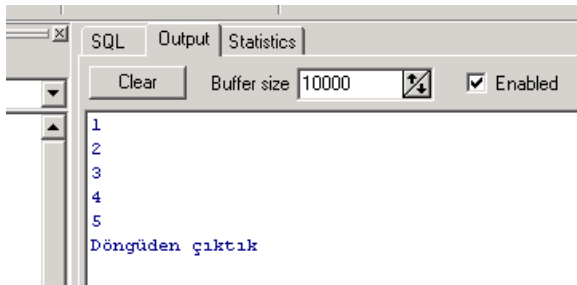 SQL Output Statistics
Clear Buffer size 10000 Enabled
1
2
3
4
5
Döngüden çıktık